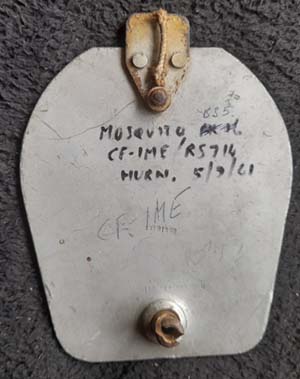 MOSQUITO
CF-IME/RS714
HURN. 5/9/61
CF-IME